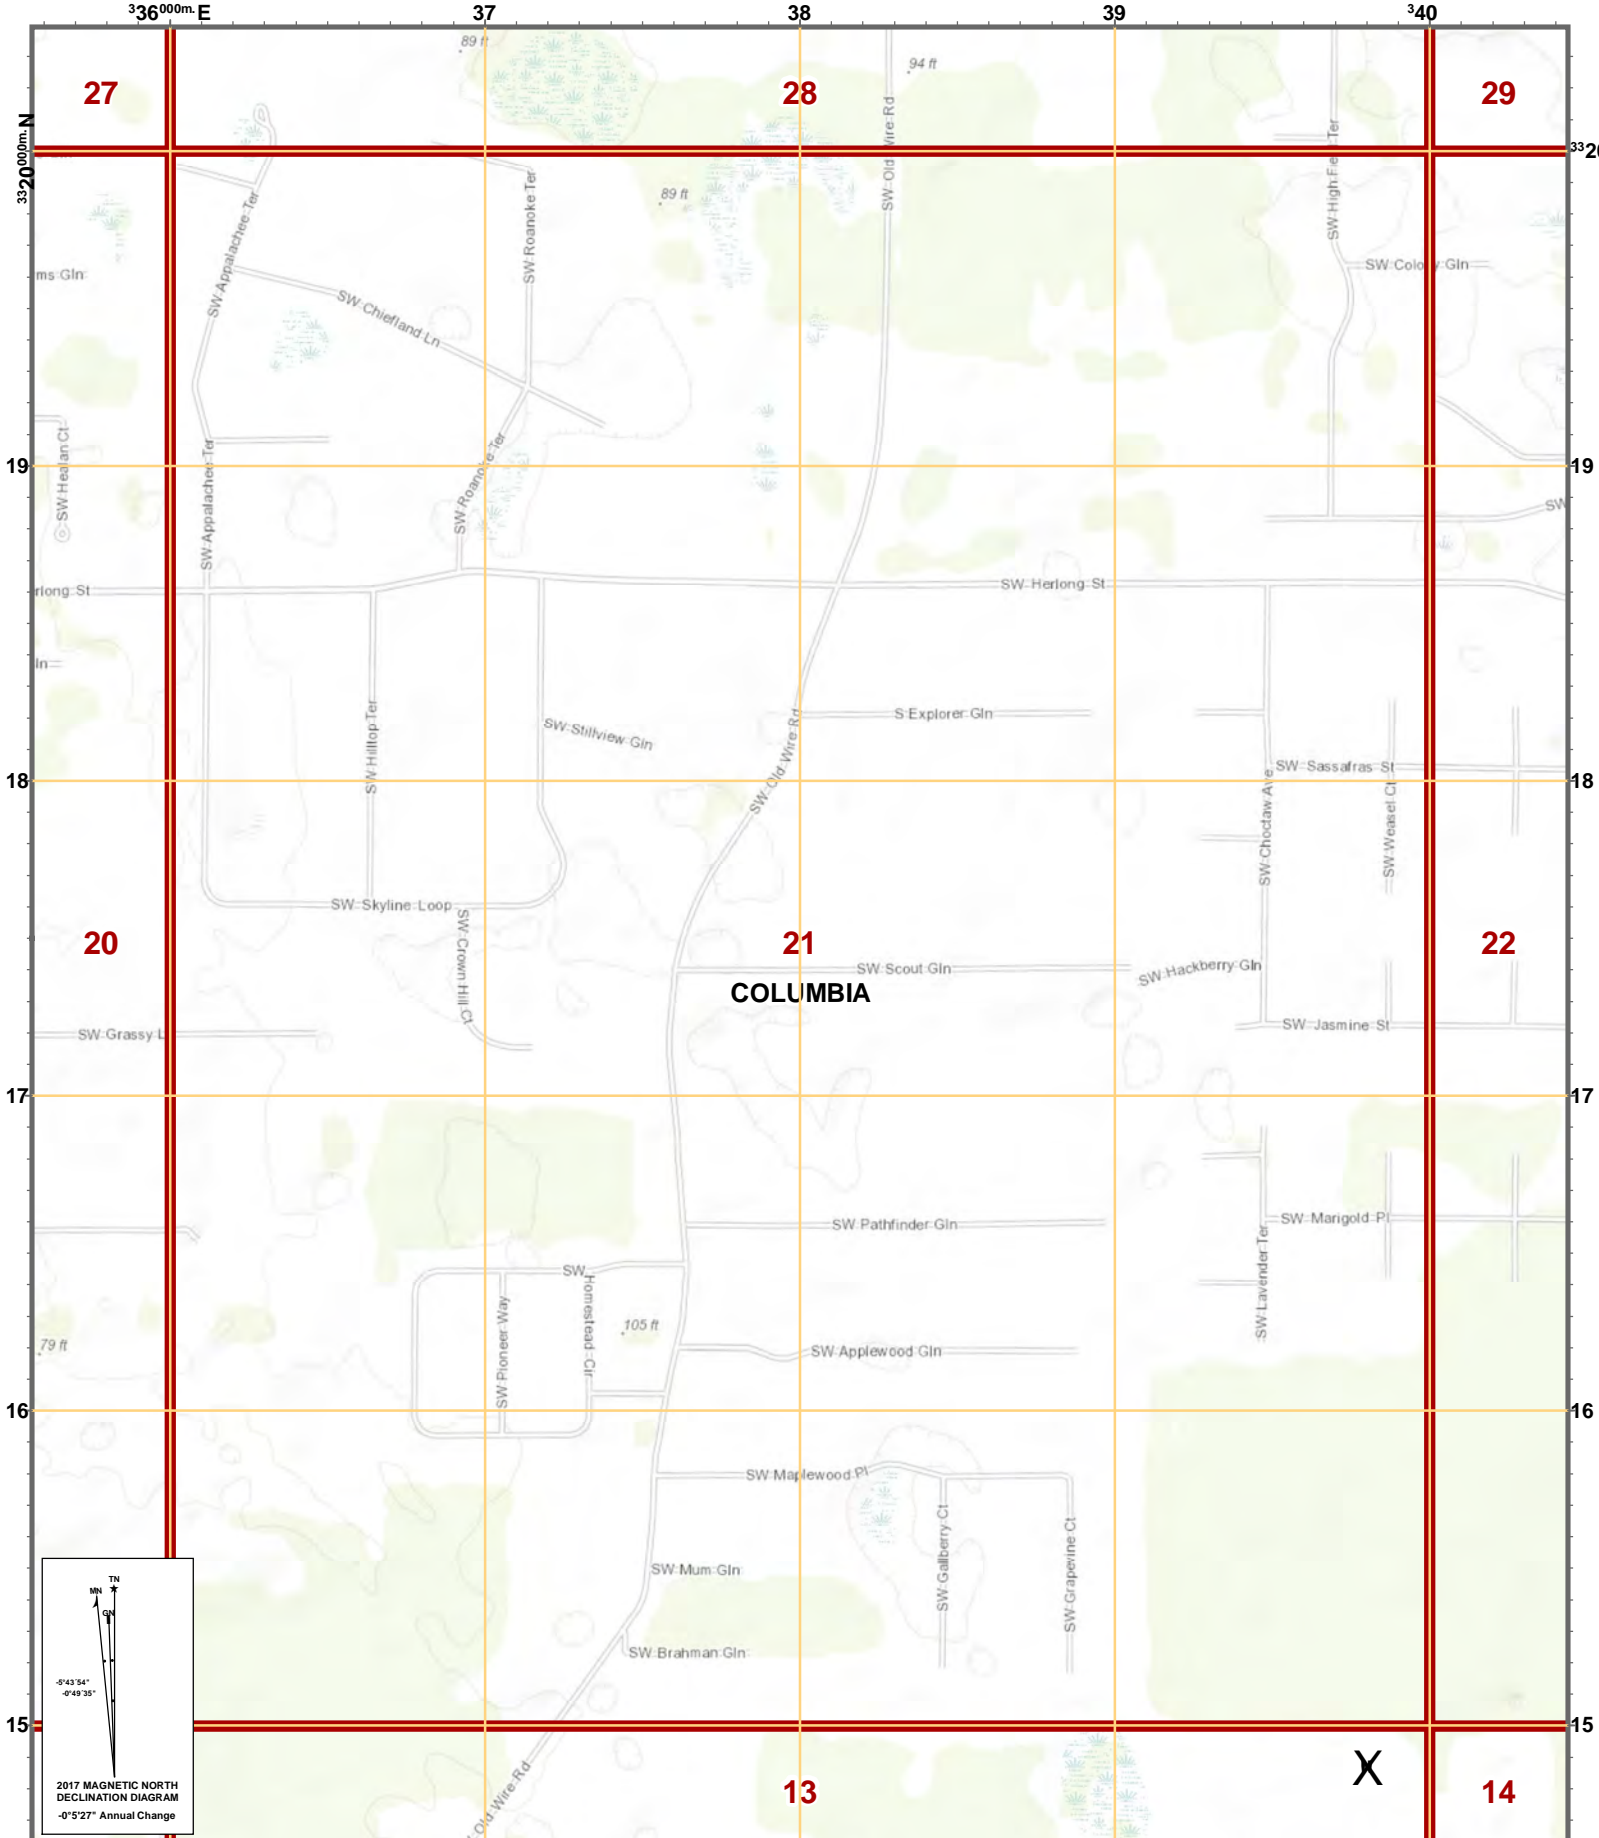 ³36⁰⁰⁰ᵐ· E 37 38 39 ³40
89 ft
94 ft
27 28 29
³³20⁰⁰⁰ᵐ· N
SW Old Wire Rd
SW High Field Ter
³³20
89 ft
SW Appalachee Ter
SW Roanoke Ter
ms Gln
SW Colony Gln
SW Chiefland Ln
SW Healan Ct
SW Appalachee Ter
SW Roanoke Ter
19 19
SW
rlong St
SW Herlong St
ln
SW Hilltop Ter
SW Stillview Gln
SW Old Wire Rd
S Explorer Gln
SW Sassafras St
18 18
SW Choctaw Ave
SW Weasel Ct
SW Skyline Loop
SW Crown Hill Ct
20 21 22
SW Scout Gln
SW Hackberry Gln
COLUMBIA
SW Grassy L
SW Jasmine St
17 17
SW Pathfinder Gln
SW Marigold Pl
SW Lavender Ter
SW Homestead Cir
SW Pioneer Way
105 ft
79 ft
SW Applewood Gln
16 16
SW Maplewood Pl
SW Gallberry Ct
SW Grapevine Ct
SW Mum Gln
SW Brahman Gln
TN
MN
GN
-5°43'54"
-0°49'35"
15 15
2017 MAGNETIC NORTH
DECLINATION DIAGRAM
-0°5'27" Annual Change
Old Wire Rd
13 14
X